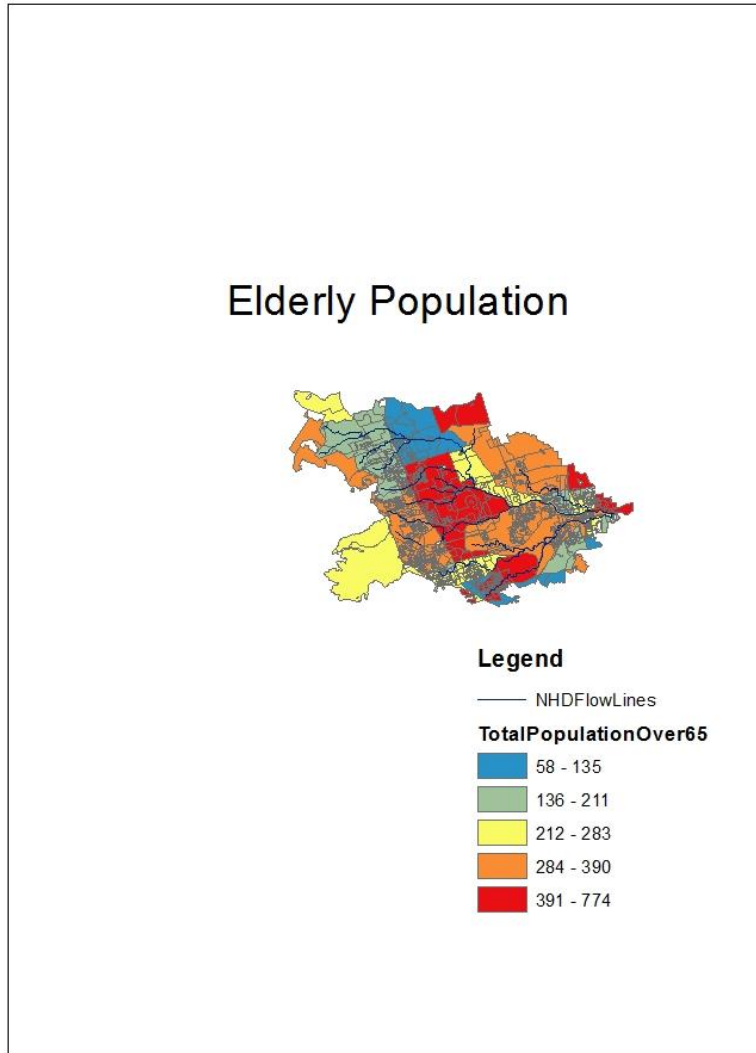 Elderly Population
Legend
NHDFlowLines
TotalPopulationOver65
58 - 135
136 - 211
212 - 283
284 - 390
391 - 774